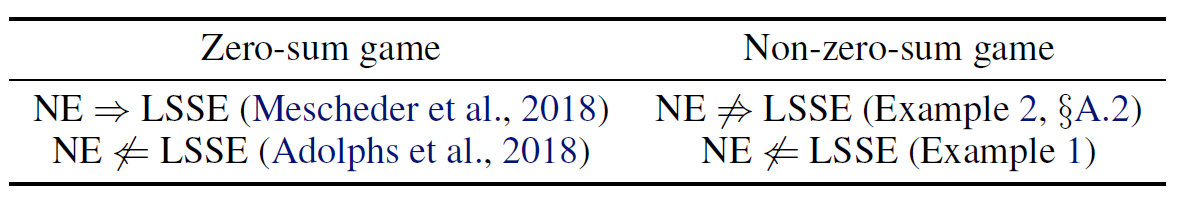 Zero-sum game Non-zero-sum game
NE ⇒ LSSE (Mescheder et al., 2018) NE ⇏ LSSE (Example 2, §A.2)
NE ⇍ LSSE (Adolphs et al., 2018) NE ⇍ LSSE (Example 1)